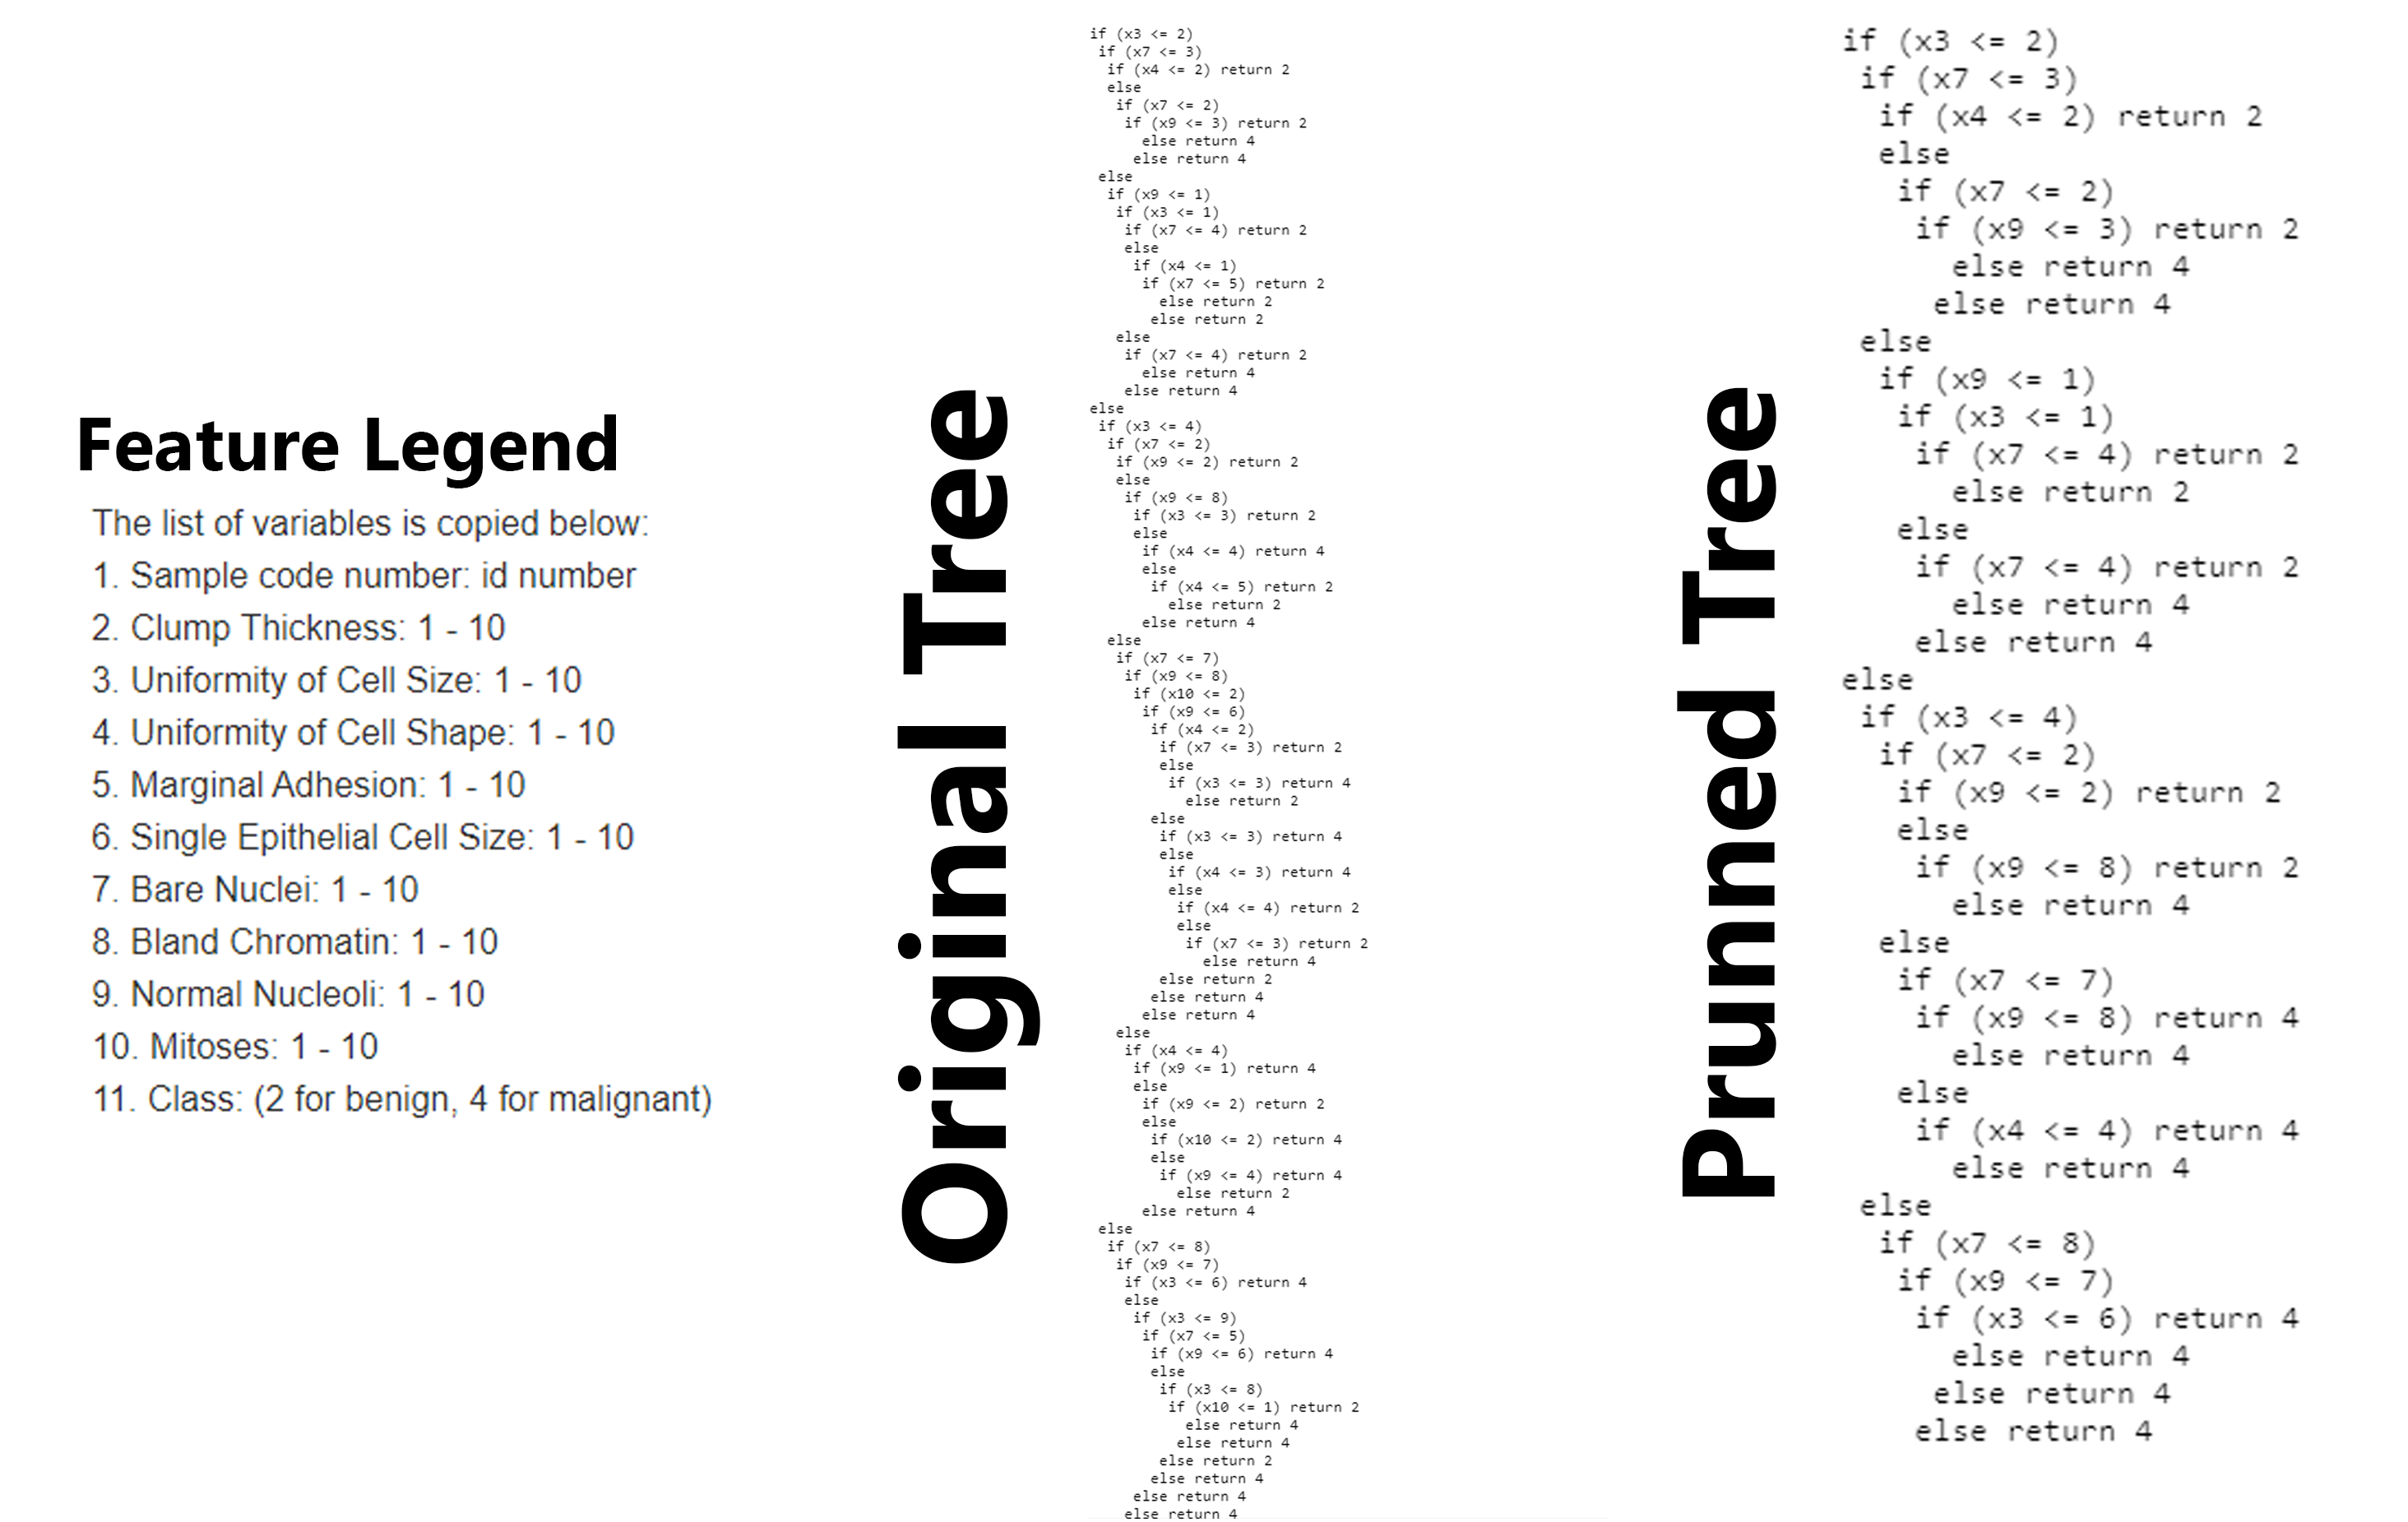 Feature Legend
The list of variables is copied below:
1. Sample code number: id number
2. Clump Thickness: 1 - 10
3. Uniformity of Cell Size: 1 - 10
4. Uniformity of Cell Shape: 1 - 10
5. Marginal Adhesion: 1 - 10
6. Single Epithelial Cell Size: 1 - 10
7. Bare Nuclei: 1 - 10
8. Bland Chromatin: 1 - 10
9. Normal Nucleoli: 1 - 10
10. Mitoses: 1 - 10
11. Class: (2 for benign, 4 for malignant)
Original Tree
if (x3 <= 2)
if (x7 <= 3)
if (x4 <= 2) return 2
else
if (x7 <= 2)
if (x9 <= 3) return 2
else return 4
else return 4
else
if (x9 <= 1)
if (x3 <= 1)
if (x7 <= 4) return 2
else
if (x4 <= 1)
if (x7 <= 5) return 2
else return 2
else return 2
else
if (x7 <= 4) return 2
else return 4
else return 4
else
if (x3 <= 4)
if (x7 <= 2)
if (x9 <= 2) return 2
else
if (x9 <= 8)
if (x3 <= 3) return 2
else
if (x4 <= 4) return 4
else
if (x4 <= 5) return 2
else return 2
else return 4
else
if (x7 <= 7)
if (x9 <= 8)
if (x10 <= 2)
if (x9 <= 6)
if (x4 <= 2)
if (x7 <= 3) return 2
else
if (x3 <= 3) return 4
else return 2
else
if (x3 <= 3) return 4
else
if (x4 <= 3) return 4
else
if (x4 <= 4) return 2
else
if (x7 <= 3) return 2
else return 4
else return 2
else return 4
else return 4
else
if (x4 <= 4)
if (x9 <= 1) return 4
else
if (x9 <= 2) return 2
else
if (x10 <= 2) return 4
else
if (x9 <= 4) return 4
else return 2
else return 4
else
if (x7 <= 8)
if (x9 <= 7)
if (x3 <= 6) return 4
else
if (x3 <= 9)
if (x7 <= 5)
if (x9 <= 6) return 4
else
if (x3 <= 8)
if (x10 <= 1) return 2
else return 4
else return 4
else return 2
else return 4
else return 4
else return 4
Prunned Tree
if (x3 <= 2)
if (x7 <= 3)
if (x4 <= 2) return 2
else
if (x7 <= 2)
if (x9 <= 3) return 2
else return 4
else return 4
else
if (x9 <= 1)
if (x3 <= 1)
if (x7 <= 4) return 2
else return 2
else
if (x7 <= 4) return 2
else return 4
else return 4
else
if (x3 <= 4)
if (x7 <= 2)
if (x9 <= 2) return 2
else
if (x9 <= 8) return 2
else return 4
else
if (x7 <= 7)
if (x9 <= 8) return 4
else return 4
else
if (x4 <= 4) return 4
else return 4
else
if (x7 <= 8)
if (x9 <= 7)
if (x3 <= 6) return 4
else return 4
else return 4
else return 4